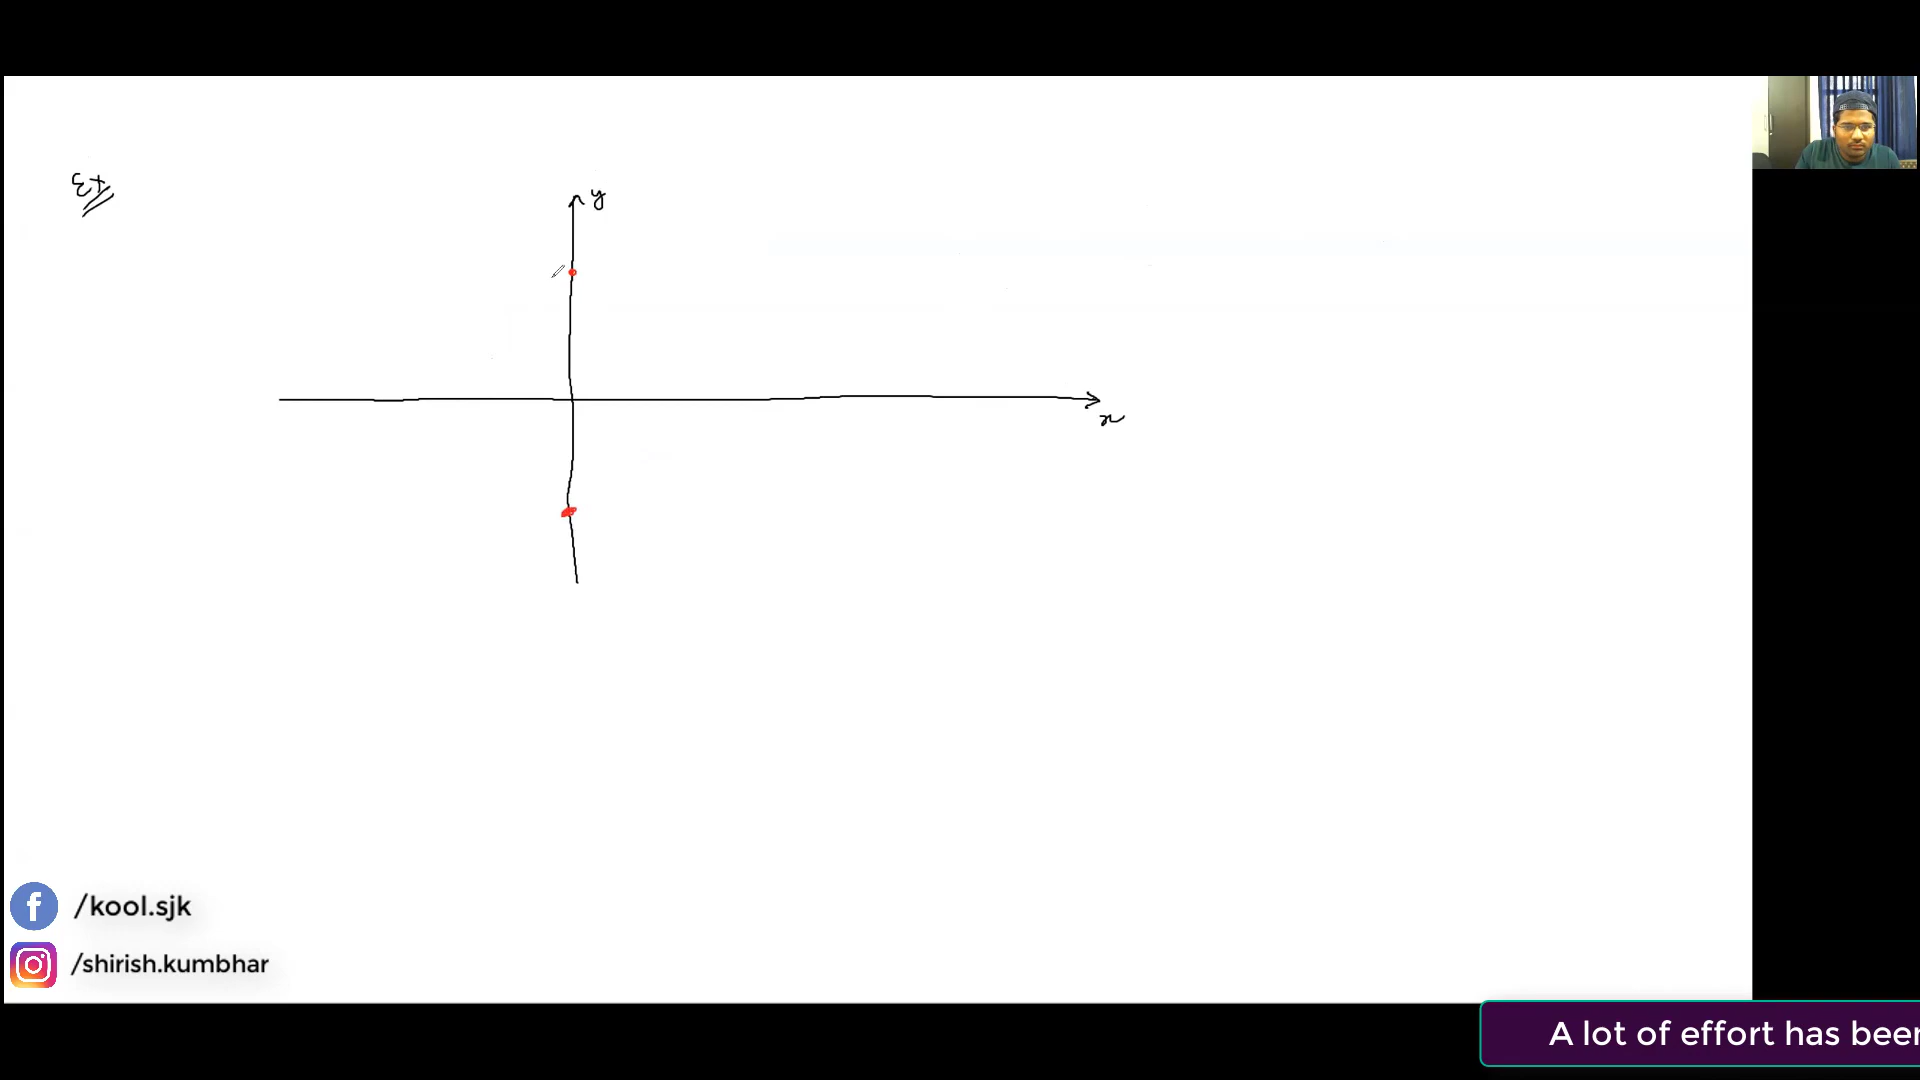 Ex
y
x
/kool.sjk
/shirish.kumbhar
A lot of effort has been